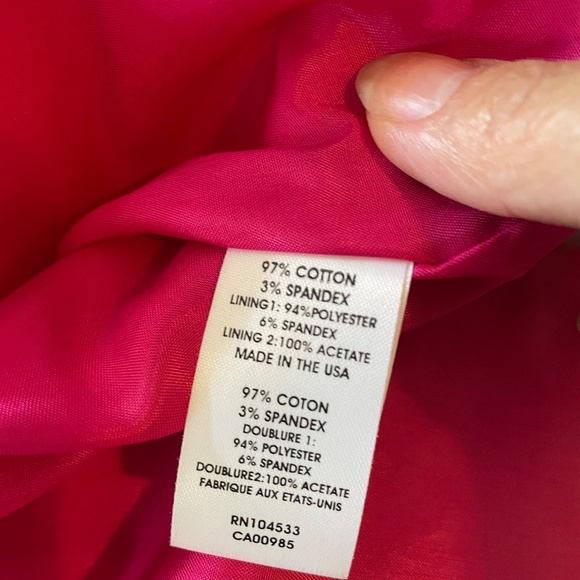 97% COTTON
3% SPANDEX
LINING1: 94%POLYESTER
6% SPANDEX
LINING 2:100% ACETATE
MADE IN THE USA
97% COTON
3% SPANDEX
DOUBLURE 1:
94% POLYESTER
6% SPANDEX
DOUBLURE2:100% ACETATE
FABRIQUE AUX ETATS-UNIS
RN104533
CA00985